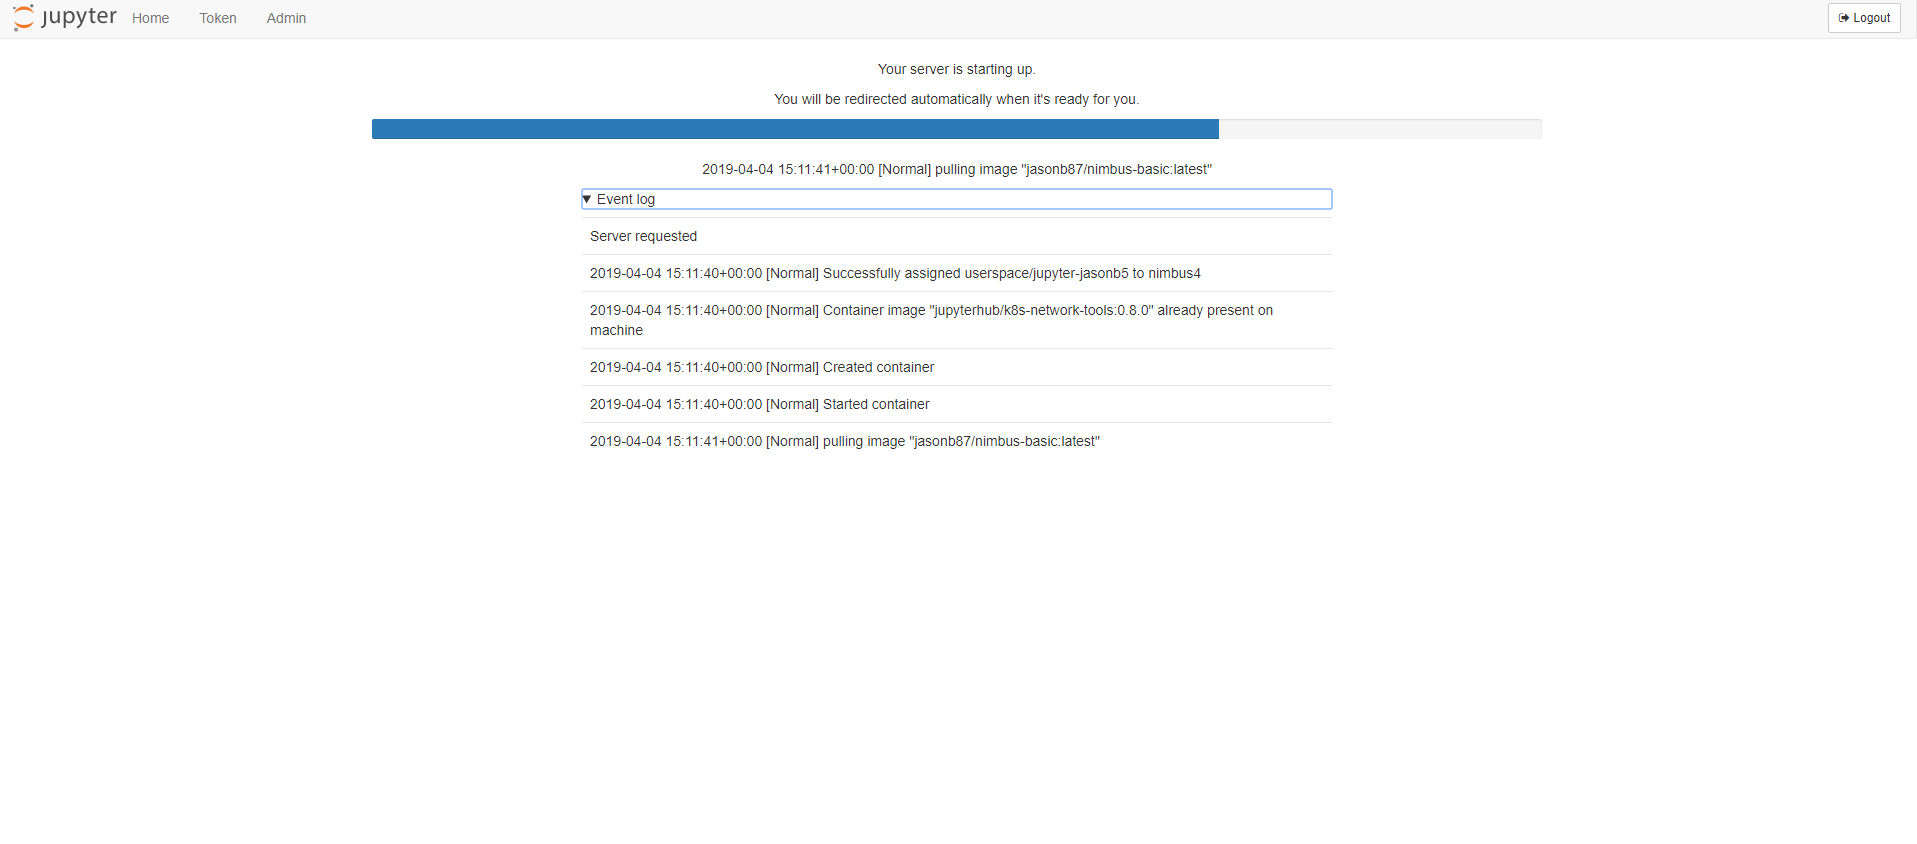 jupyter Home Token Admin Logout
Your server is starting up.
You will be redirected automatically when it's ready for you.
2019-04-04 15:11:41+00:00 [Normal] pulling image "jasonb87/nimbus-basic:latest"
Event log
Server requested
2019-04-04 15:11:40+00:00 [Normal] Successfully assigned userspace/jupyter-jasonb5 to nimbus4
2019-04-04 15:11:40+00:00 [Normal] Container image "jupyterhub/k8s-network-tools:0.8.0" already present on
machine
2019-04-04 15:11:40+00:00 [Normal] Created container
2019-04-04 15:11:40+00:00 [Normal] Started container
2019-04-04 15:11:41+00:00 [Normal] pulling image "jasonb87/nimbus-basic:latest"